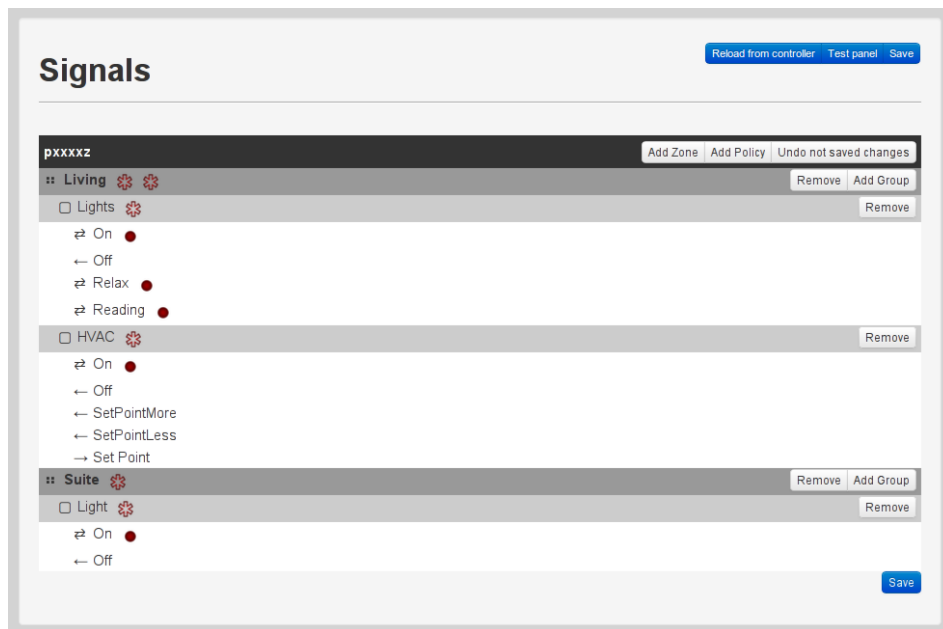 Reload from controller Test panel Save
Signals
pxxxxz Add Zone Add Policy Undo not saved changes
Living Remove Add Group
Lights Remove
⇄ On
← Off
⇄ Relax
⇄ Reading
HVAC Remove
⇄ On
← Off
← SetPointMore
← SetPointLess
→ Set Point
Suite Remove Add Group
Light Remove
⇄ On
← Off
Save